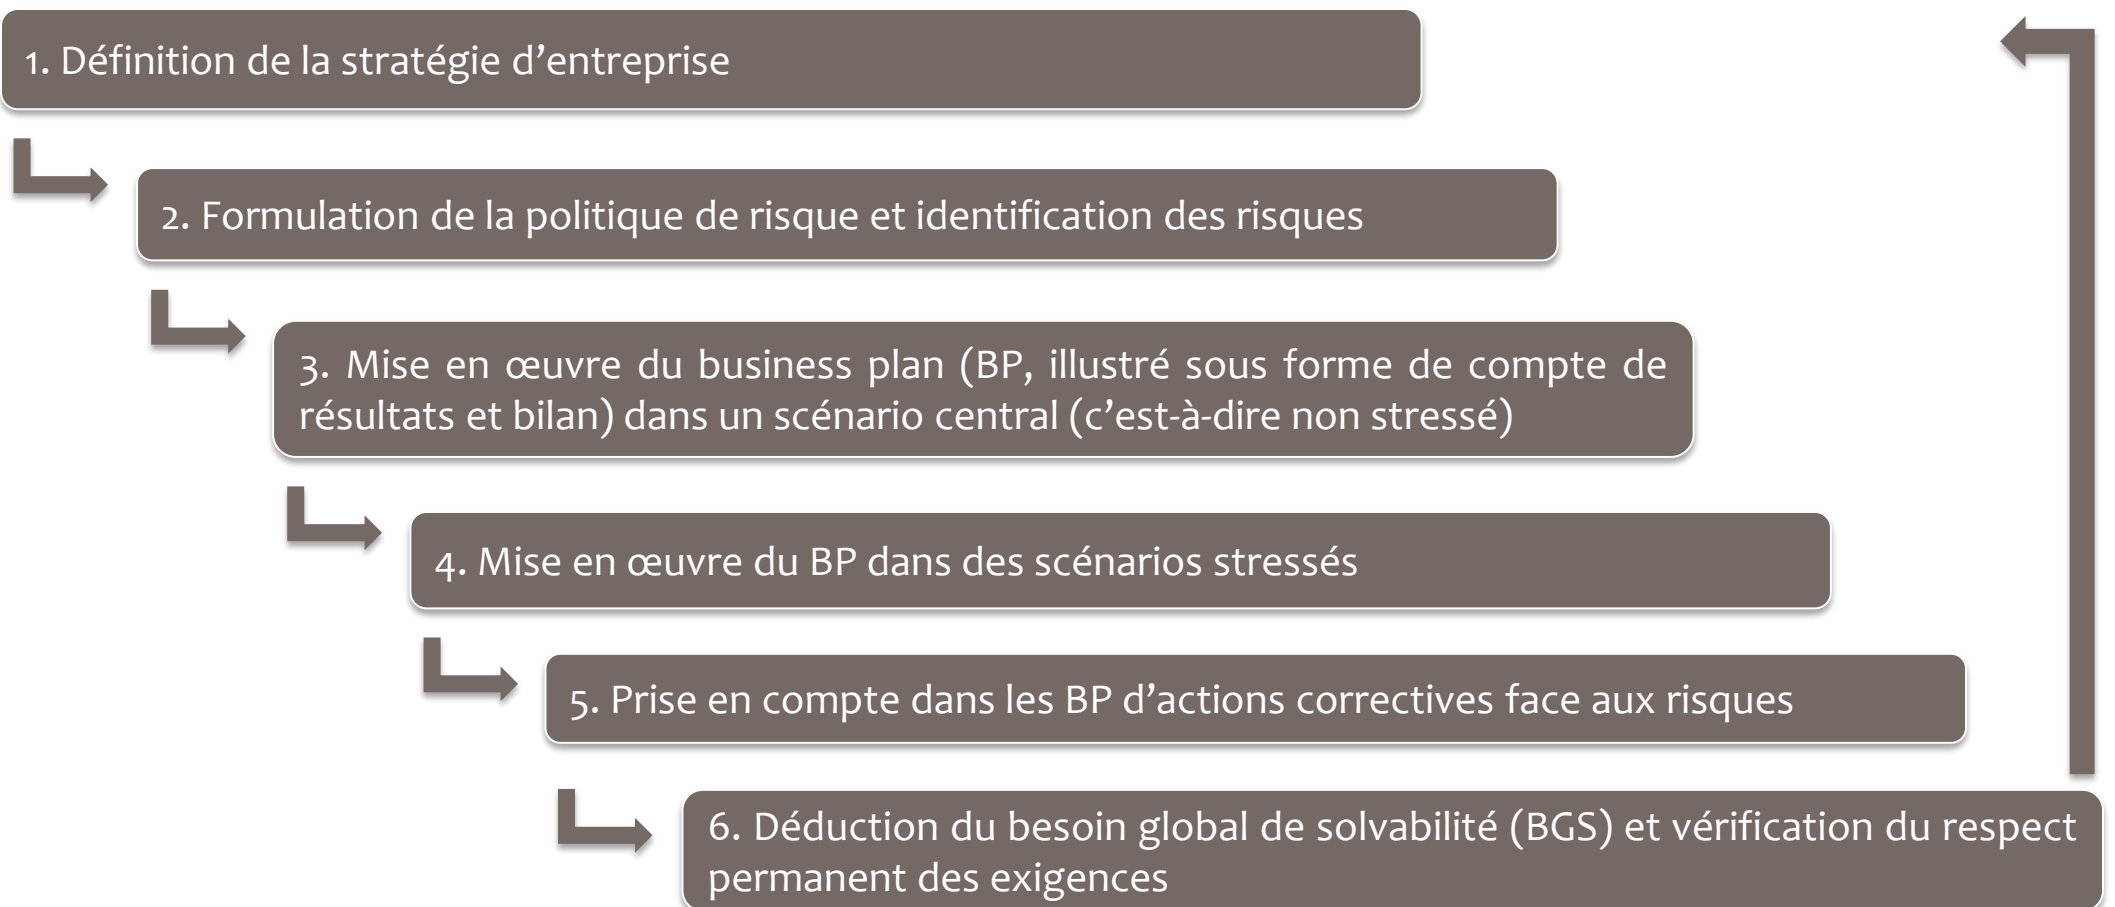 1. Définition de la stratégie d’entreprise
2. Formulation de la politique de risque et identification des risques
3. Mise en œuvre du business plan (BP, illustré sous forme de compte de
résultats et bilan) dans un scénario central (c’est-à-dire non stressé)
4. Mise en œuvre du BP dans des scénarios stressés
5. Prise en compte dans les BP d’actions correctives face aux risques
6. Déduction du besoin global de solvabilité (BGS) et vérification du respect
permanent des exigences